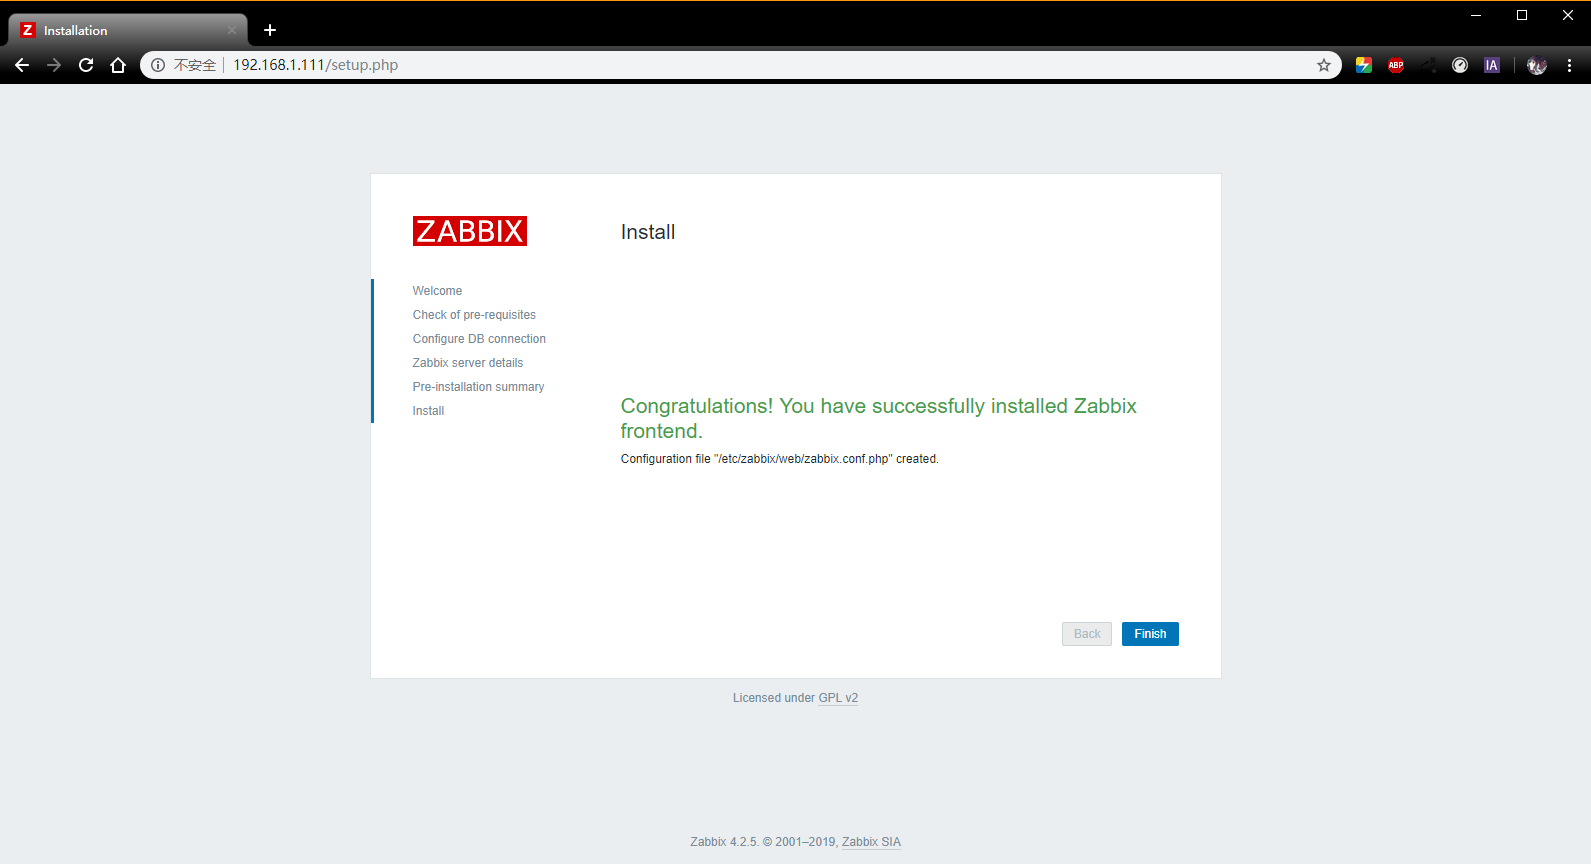 Z Installation
不安全 192.168.1.111/setup.php
ABP
IA
ZABBIX
Install
Welcome
Check of pre-requisites
Configure DB connection
Zabbix server details
Pre-installation summary
Install
Congratulations! You have successfully installed Zabbix
frontend.
Configuration file "/etc/zabbix/web/zabbix.conf.php" created.
Back
Finish
Licensed under GPL v2
Zabbix 4.2.5. © 2001–2019, Zabbix SIA